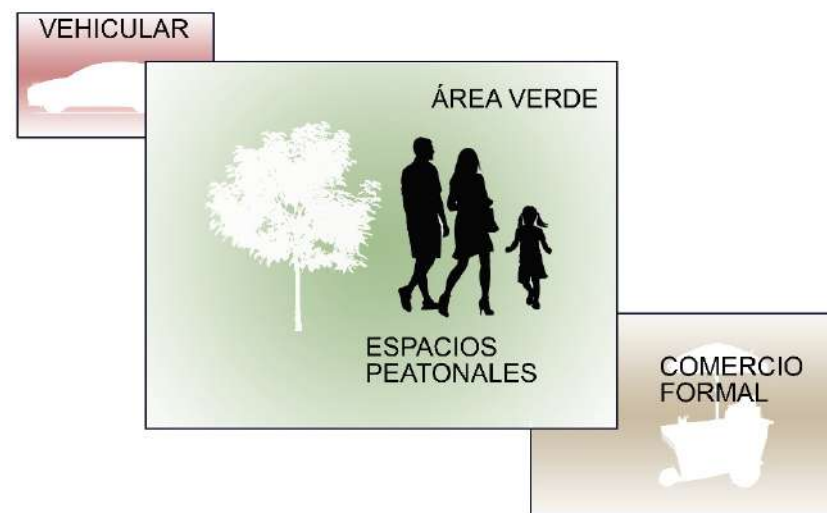 VEHICULAR
ÁREA VERDE
ESPACIOS
PEATONALES
COMERCIO
FORMAL